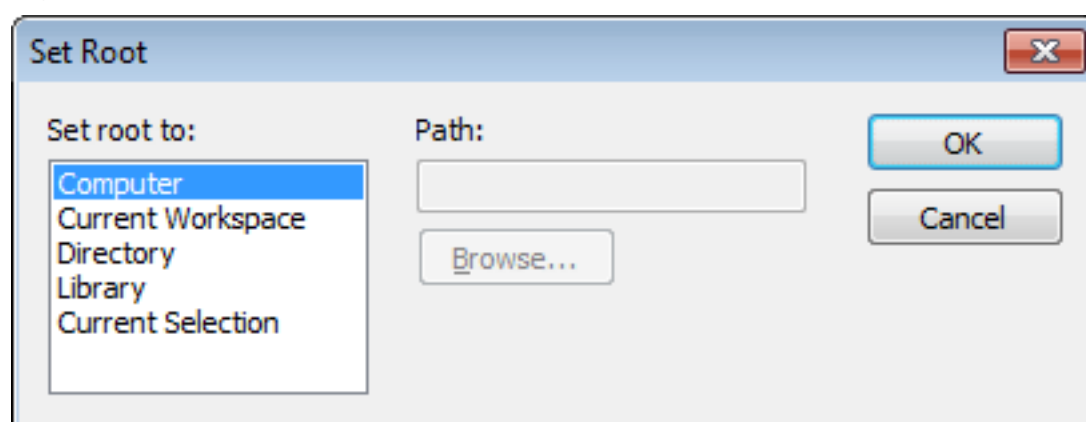 Set Root
Set root to:
Computer
Current Workspace
Directory
Library
Current Selection
Path:
Browse...
OK
Cancel